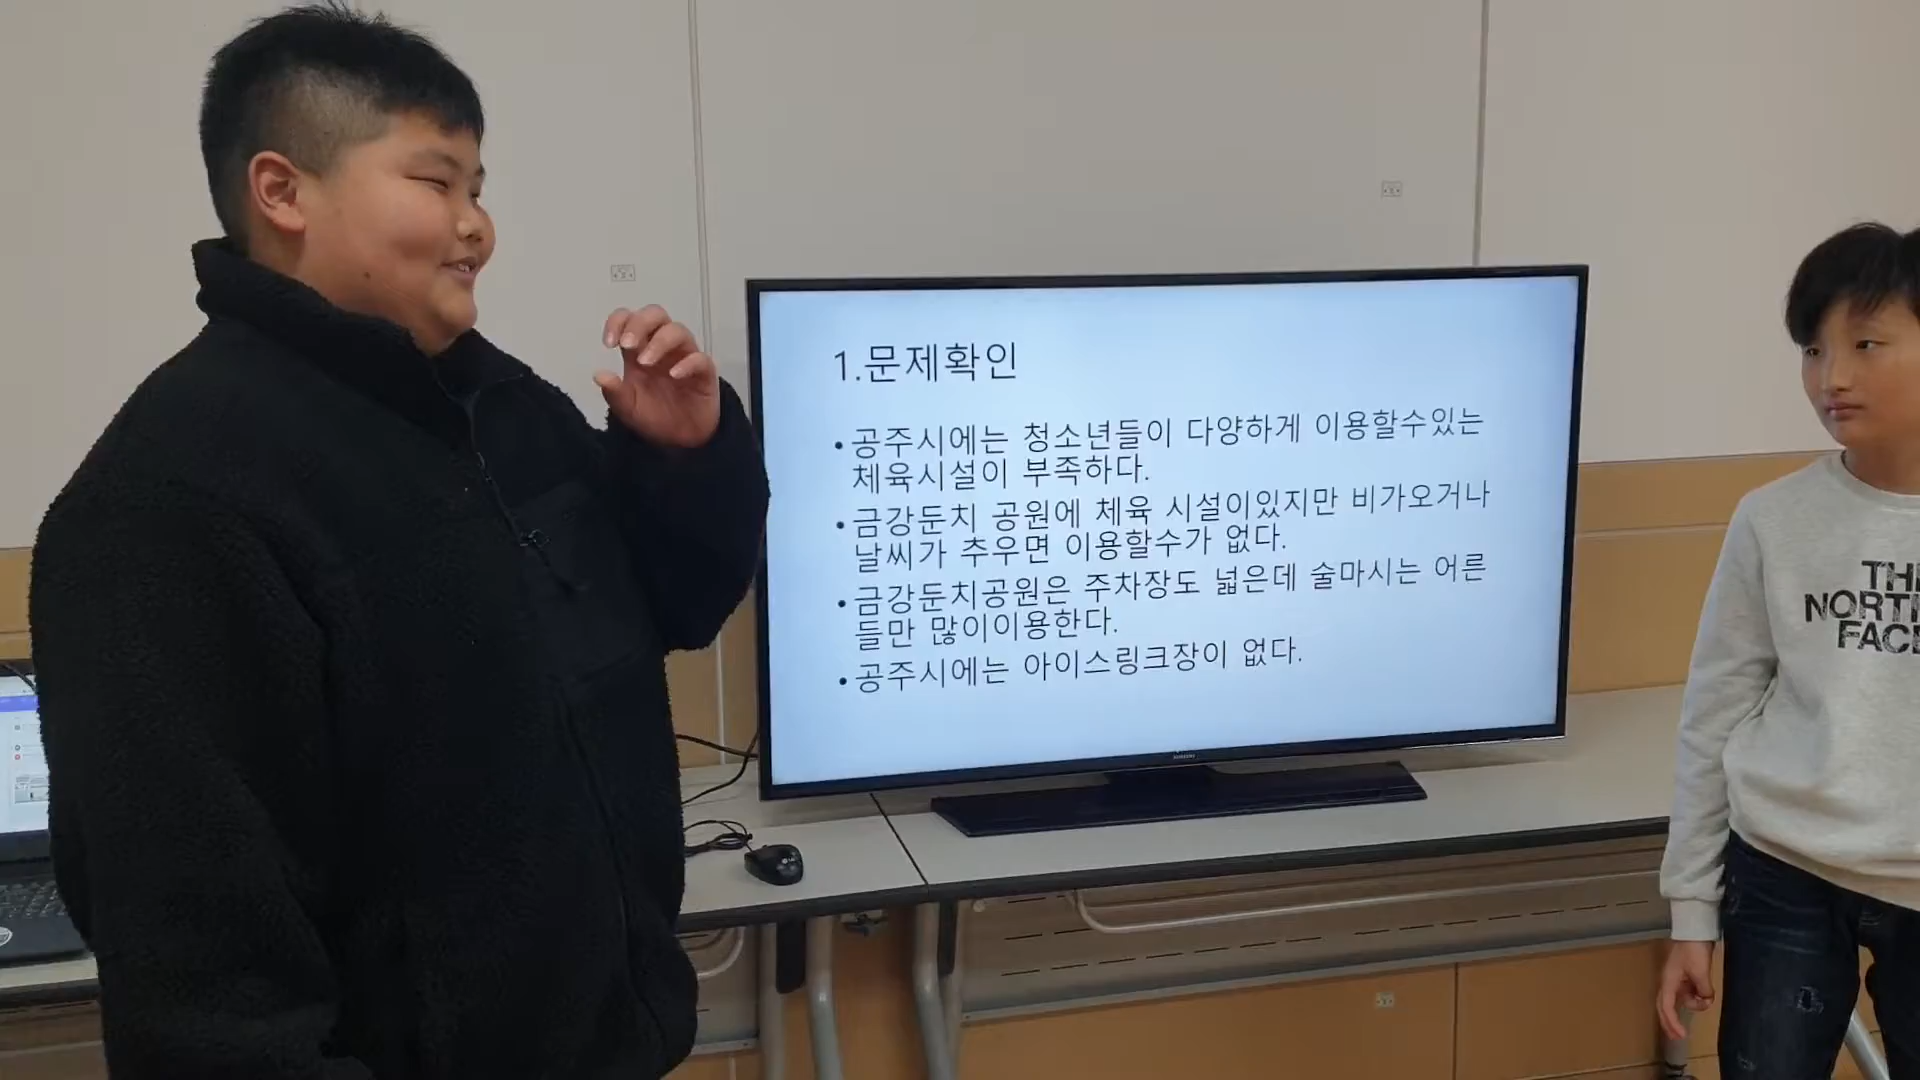 1.문제확인
•공주시에는 청소년들이 다양하게 이용할수있는
체육시설이 부족하다.
•금강둔치 공원에 체육 시설이있지만 비가오거나
날씨가 추우면 이용할수가 없다.
•금강둔치공원은 주차장도 넓은데 술마시는 어른
들만 많이이용한다.
•공주시에는 아이스링크장이 없다.
SAMSUNG
LG
THE
NORTH
FACE